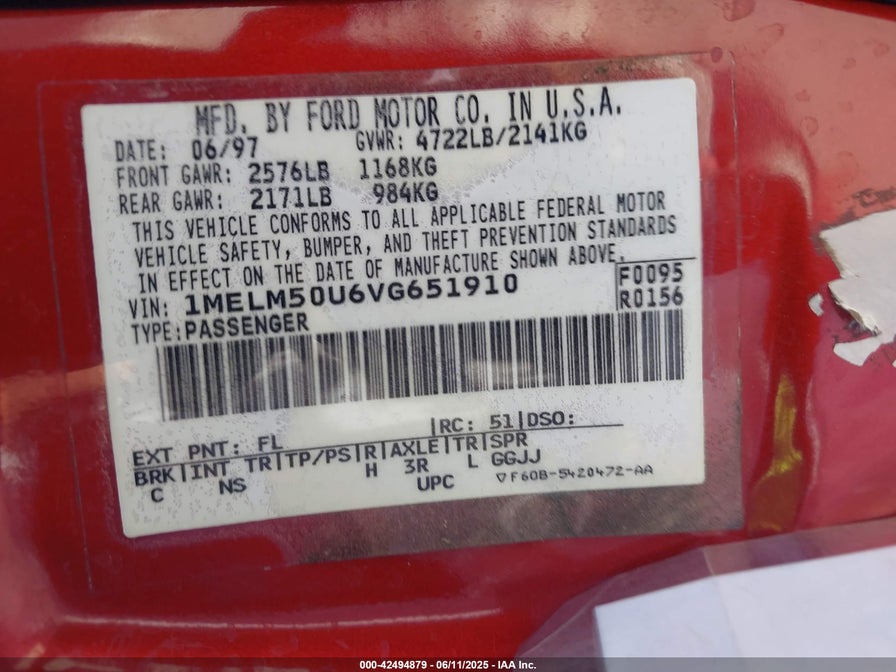 MFD. BY FORD MOTOR CO. IN U.S.A.
DATE: 06/97 GVWR: 4722LB/2141KG
FRONT GAWR: 2576LB 1168KG
REAR GAWR: 2171LB 984KG
THIS VEHICLE CONFORMS TO ALL APPLICABLE FEDERAL MOTOR
VEHICLE SAFETY, BUMPER, AND THEFT PREVENTION STANDARDS
IN EFFECT ON THE DATE OF MANUFACTURE SHOWN ABOVE.
VIN: 1MELM50U6VG651910
F0095
TYPE:PASSENGER
R0156
EXT PNT: FL |RC: 51|DSO:
BRK|INT TR|TP/PS|R|AXLE|TR|SPR
C NS H 3R L GGJJ
UPC ▽F60B-5420472-AA
000-42494879 - 06/11/2025 - IAA Inc.